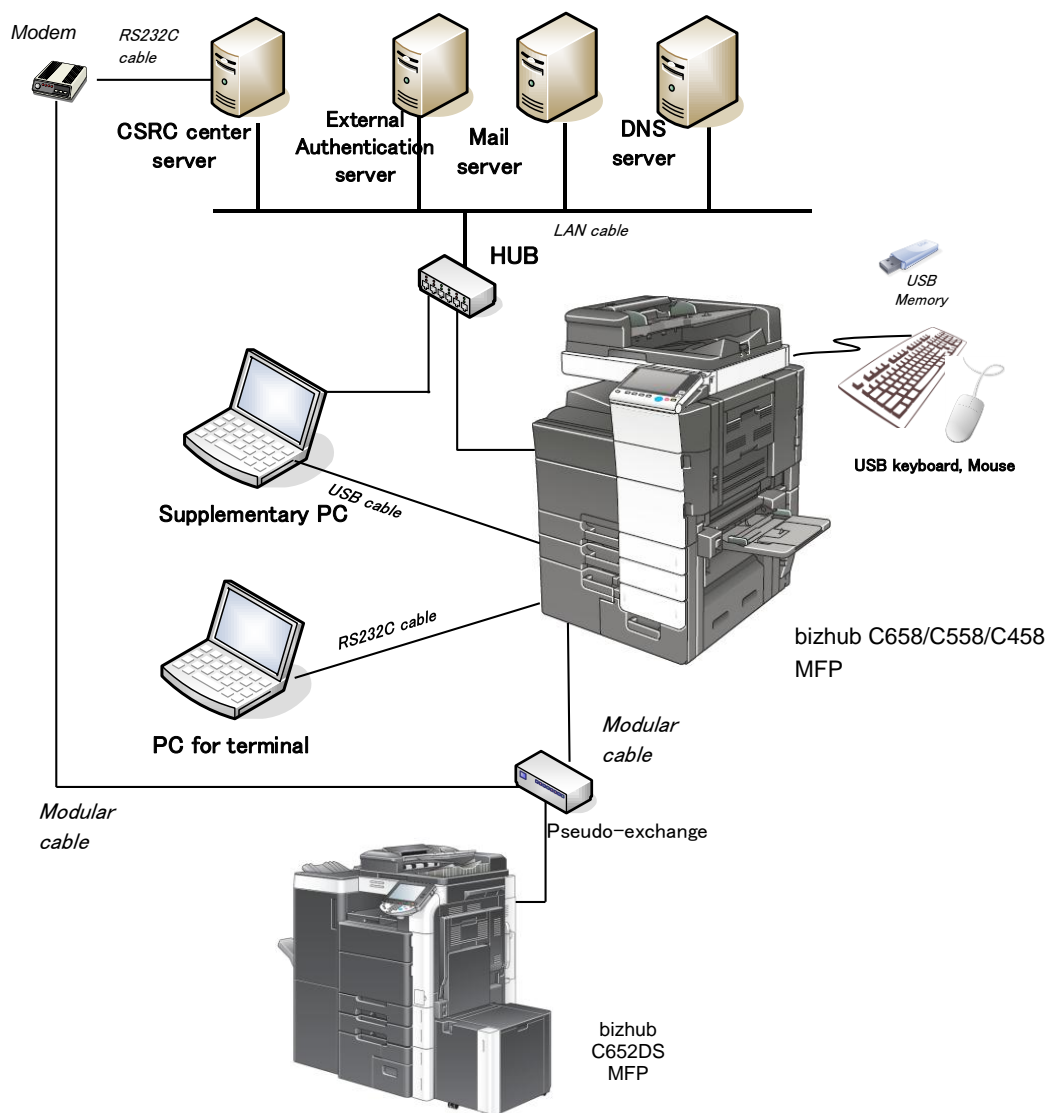 Modem
RS232C
cable
CSRC center
server
External
Authentication
server
Mail
server
DNS
server
LAN cable
HUB
USB
Memory
USB keyboard, Mouse
USB cable
Supplementary PC
RS232C cable
bizhub C658/C558/C458
MFP
PC for terminal
Modular
cable
Modular
cable
Pseudo-exchange
bizhub
C652DS
MFP